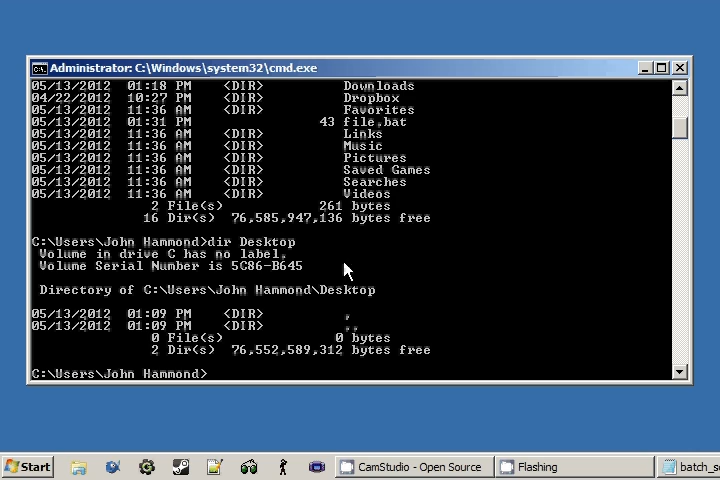 Administrator: C:\Windows\system32\cmd.exe
05/13/2012  01:18 PM    <DIR>          Downloads
04/22/2012  10:27 PM    <DIR>          Dropbox
05/13/2012  11:36 AM    <DIR>          Favorites
05/13/2012  01:31 PM                43 file.bat
05/13/2012  11:36 AM    <DIR>          Links
05/13/2012  11:36 AM    <DIR>          Music
05/13/2012  11:36 AM    <DIR>          Pictures
05/13/2012  11:36 AM    <DIR>          Saved Games
05/13/2012  11:36 AM    <DIR>          Searches
05/13/2012  11:36 AM    <DIR>          Videos
2 File(s)            261 bytes
16 Dir(s)  76,585,947,136 bytes free
C:\Users\John Hammond>dir Desktop
Volume in drive C has no label.
Volume Serial Number is 5C86-B645
Directory of C:\Users\John Hammond\Desktop
05/13/2012  01:09 PM    <DIR>          .
05/13/2012  01:09 PM    <DIR>          ..
0 File(s)              0 bytes
2 Dir(s)  76,552,589,312 bytes free
C:\Users\John Hammond>
Start CamStudio - Open Source Flashing batch_s